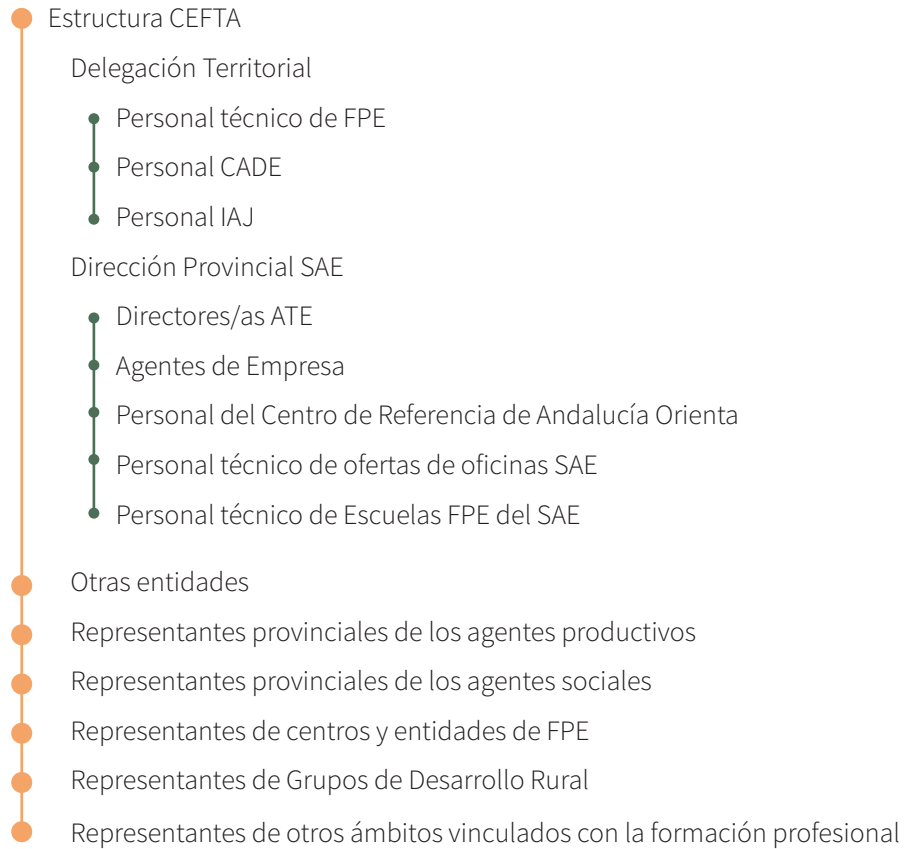 Estructura CEFTA
Delegación Territorial
Personal técnico de FPE
Personal CADE
Personal IAJ
Dirección Provincial SAE
Directores/as ATE
Agentes de Empresa
Personal del Centro de Referencia de Andalucía Orienta
Personal técnico de ofertas de oficinas SAE
Personal técnico de Escuelas FPE del SAE
Otras entidades
Representantes provinciales de los agentes productivos
Representantes provinciales de los agentes sociales
Representantes de centros y entidades de FPE
Representantes de Grupos de Desarrollo Rural
Representantes de otros ámbitos vinculados con la formación profesional